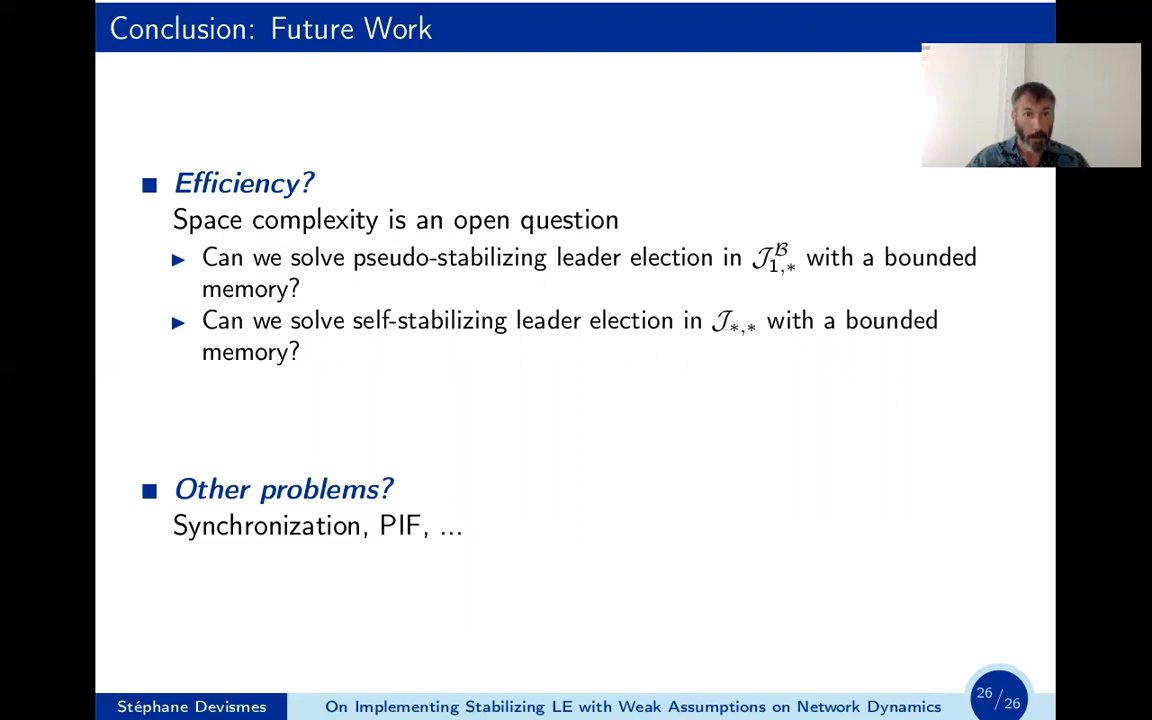 Conclusion: Future Work
Efficiency?
Space complexity is an open question
Can we solve pseudo-stabilizing leader election in 𝒥^ℬ_{1,∗} with a bounded
memory?
Can we solve self-stabilizing leader election in 𝒥_{∗,∗} with a bounded
memory?
Other problems?
Synchronization, PIF, ...
Stéphane Devismes
On Implementing Stabilizing LE with Weak Assumptions on Network Dynamics
26/26